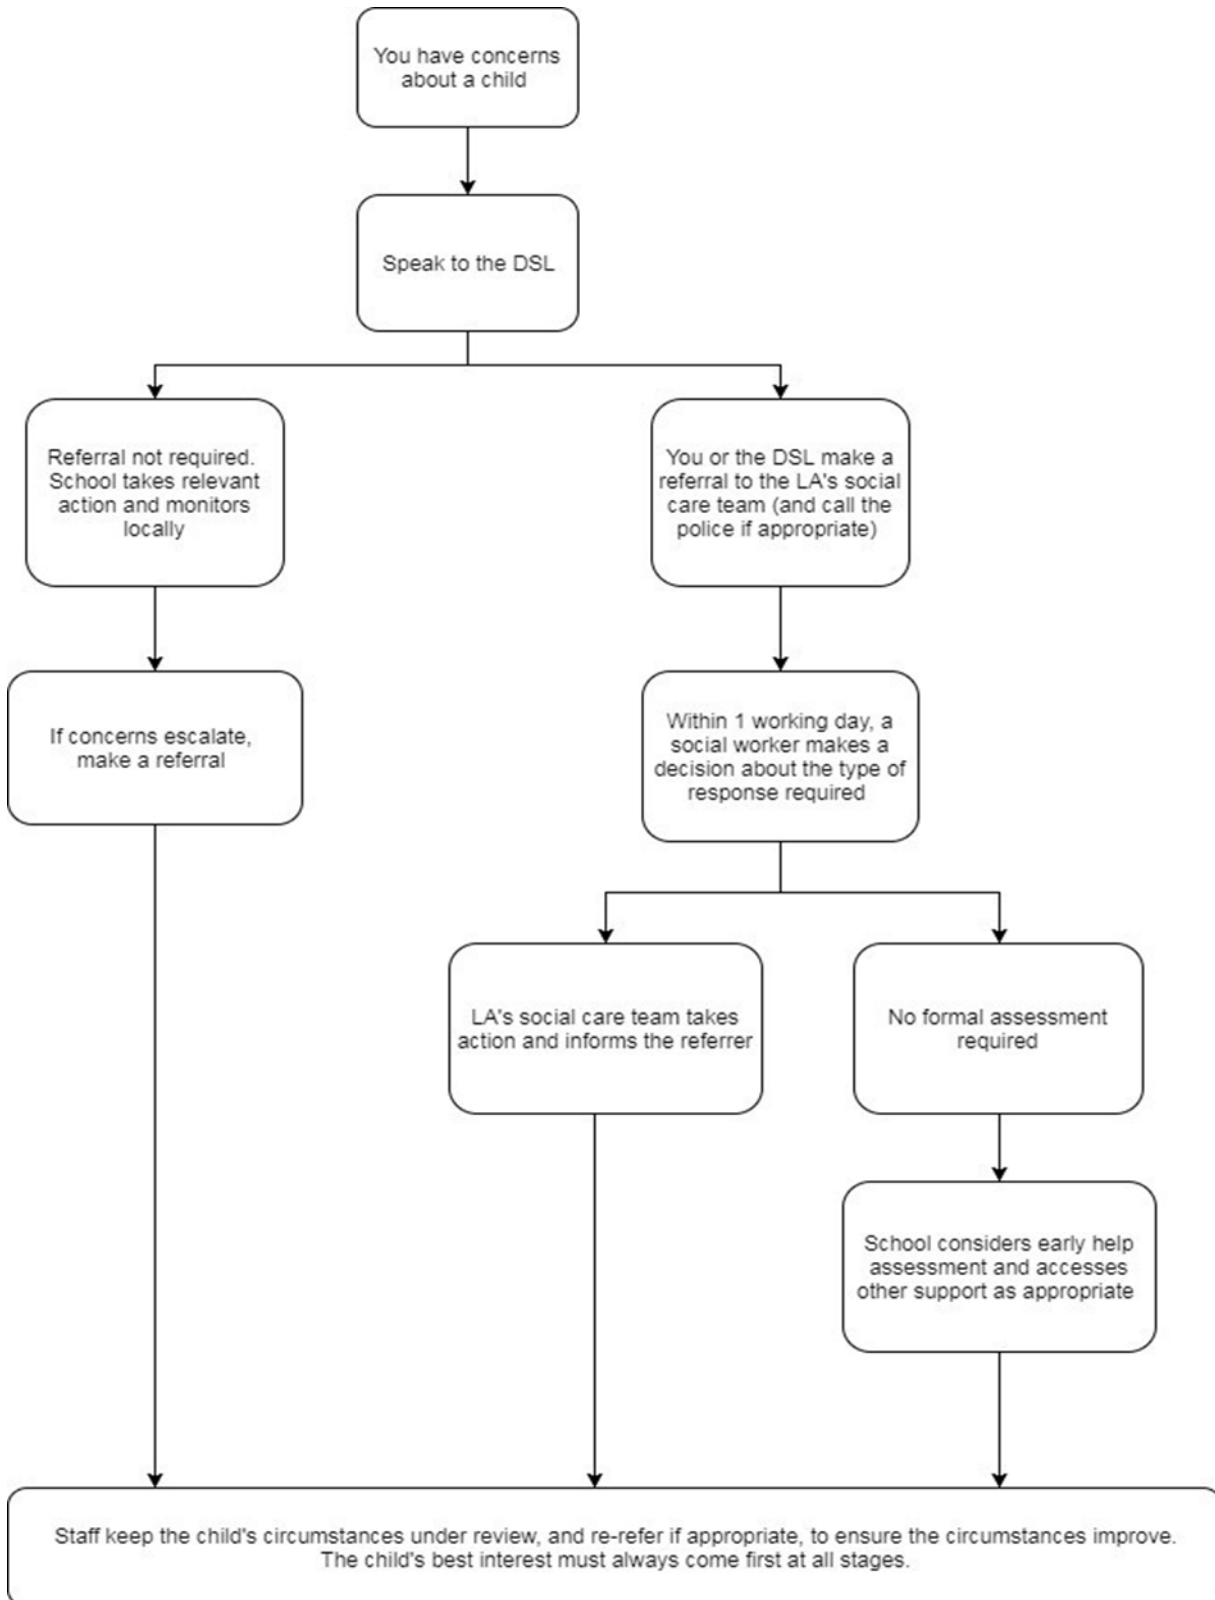 You have concerns
about a child
Speak to the DSL
Referral not required.
School takes relevant
action and monitors
locally
You or the DSL make a
referral to the LA's social
care team (and call the
police if appropriate)
If concerns escalate,
make a referral
Within 1 working day, a
social worker makes a
decision about the type of
response required
LA's social care team takes
action and informs the referrer
No formal assessment
required
School considers early help
assessment and accesses
other support as appropriate
Staff keep the child's circumstances under review, and re-refer if appropriate, to ensure the circumstances improve.
The child's best interest must always come first at all stages.